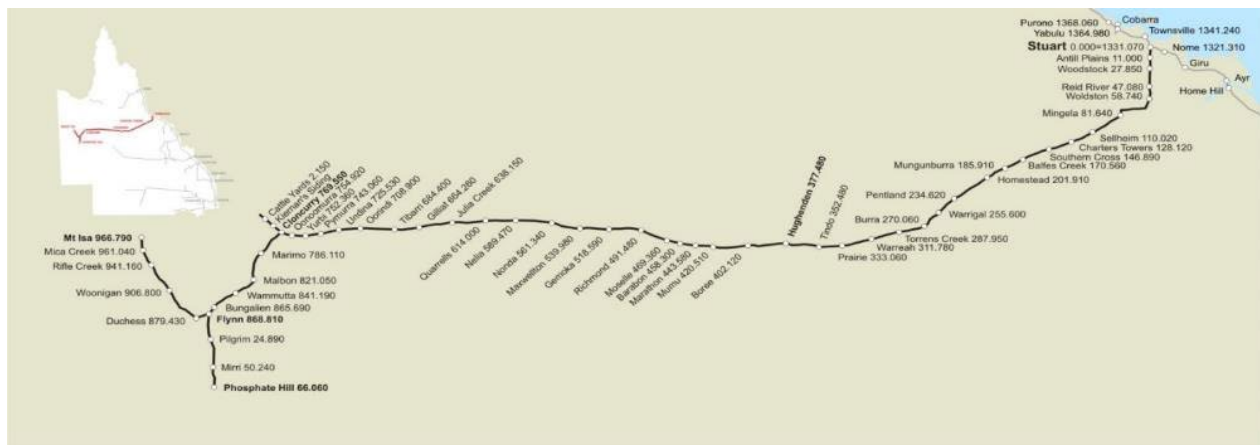 Purono 1368.060
Cobarra
Yabulu 1364.980
Townsville 1341.240
Stuart 0.000=1331.070
Nome 1321.310
Antill Plains 11.000
Giru
Woodstock 27.850
Ayr
Reid River 47.080
Home Hill
Woldston 58.740
Mingela 81.640
Sellheim 110.020
Charters Towers 128.120
Southern Cross 146.890
Balfes Creek 170.560
Mungunburra 185.910
Homestead 201.910
Pentland 234.620
Warrigal 255.600
Burra 270.060
Torrens Creek 287.950
Warreah 311.780
Prairie 333.060
Tindo 352.480
Hughenden 377.480
Boree 402.120
Mumu 420.510
Marathon 443.580
Barabon 458.300
Moselle 469.360
Richmond 491.480
Gemoka 518.590
Maxwelton 539.980
Nonda 561.340
Nelia 589.470
Quarrells 614.000
Julia Creek 638.150
Gilliat 664.260
Tibarri 684.400
Oorindi 708.900
Undina 725.530
Pymurra 743.060
Yurbi 752.360
Oonoomurra 754.920
Cloncurry 769.550
Kiernan's Siding
Cattle Yards 2.150
Marimo 786.110
Malbon 821.050
Wammutta 841.190
Bungalien 865.690
Flynn 868.810
Duchess 879.430
Woonigan 906.800
Rifle Creek 941.160
Mica Creek 961.040
Mt Isa 966.790
Pilgrim 24.890
Mirri 50.240
Phosphate Hill 66.060